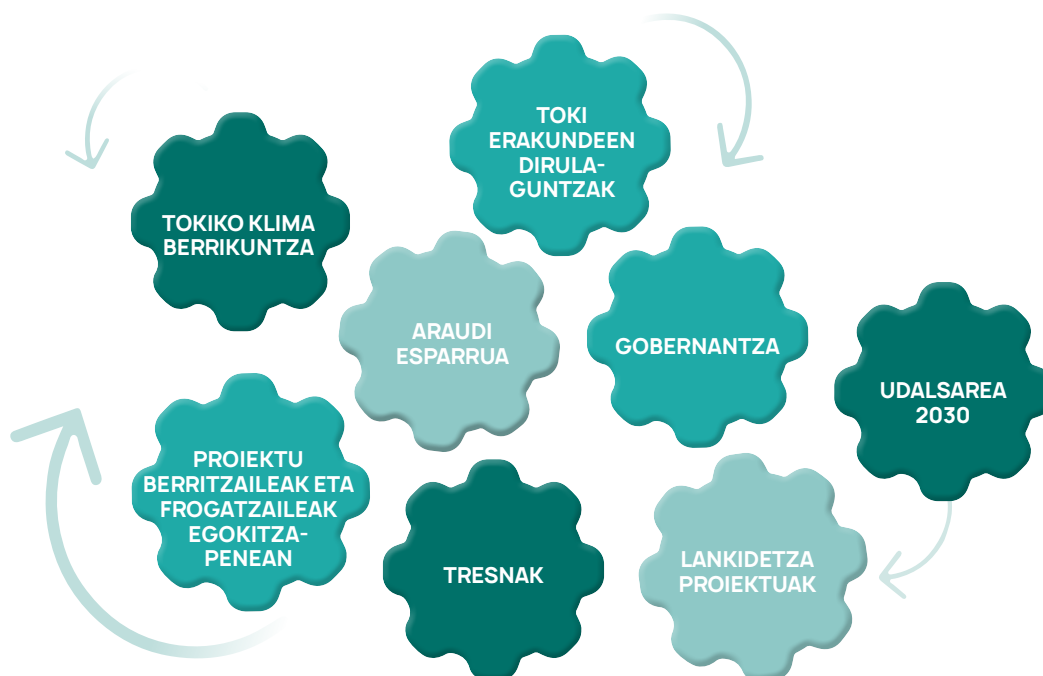 TOKI
ERAKUNDEEN
DIRULA-
GUNTZAK
TOKIKO KLIMA
BERRIKUNTZA
ARAUDI
ESPARRUA
GOBERNANTZA
UDALSAREA
2030
PROIEKTU
BERRITZAILEAK ETA
FROGATZAILEAK
EGOKITZA-
PENEAN
TRESNAK
LANKIDETZA
PROIEKTUAK